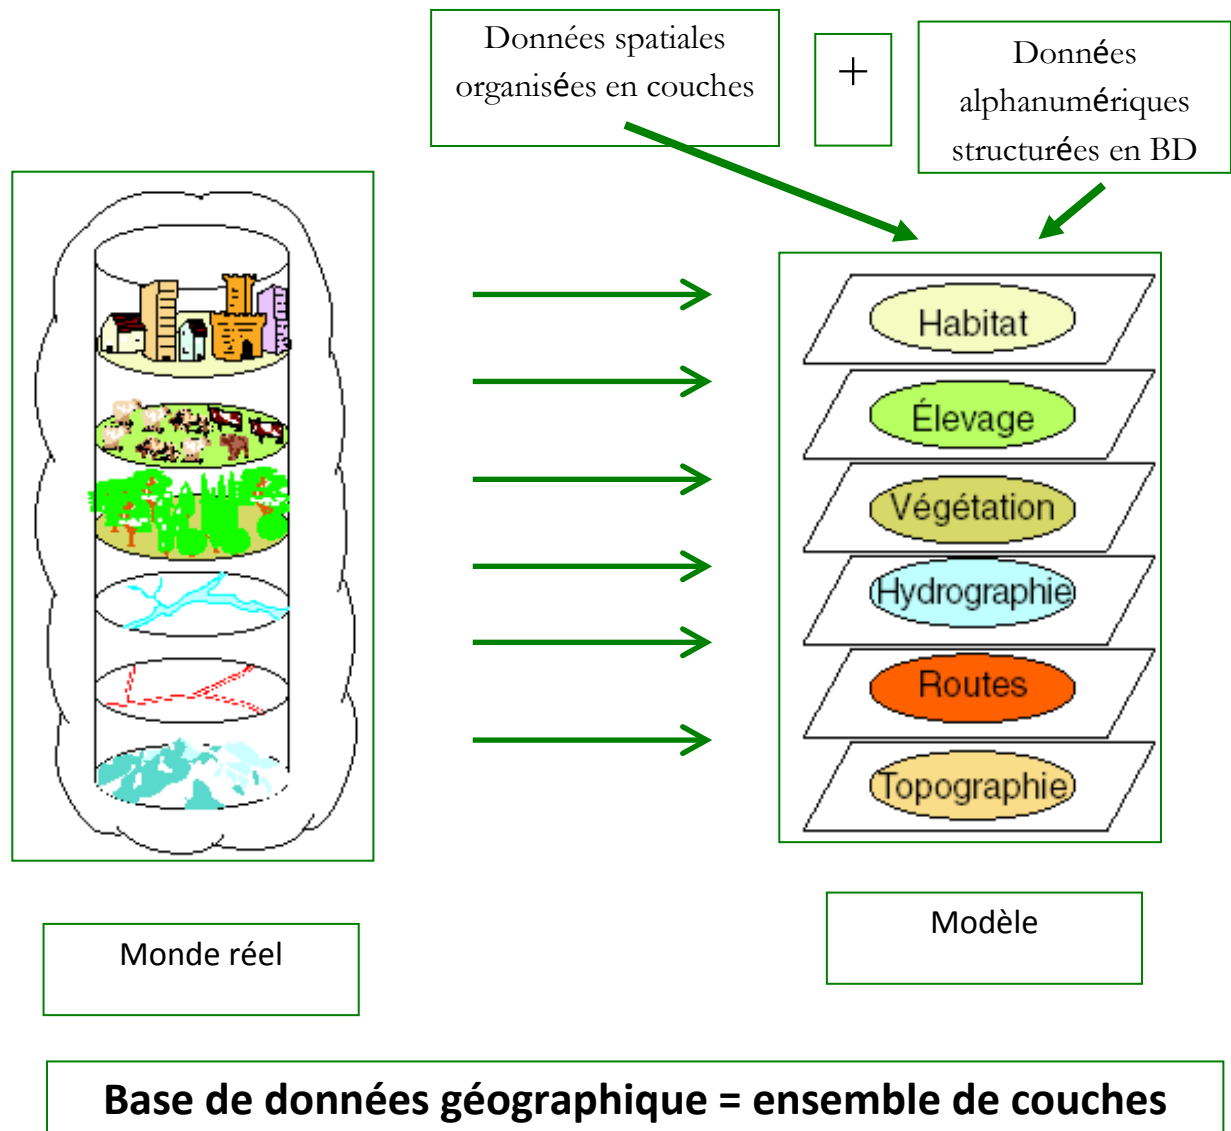 Données spatiales
organisées en couches
+
Données
alphanumériques
structurées en BD
Habitat
Élevage
Végétation
Hydrographie
Routes
Topographie
Monde réel
Modèle
Base de données géographique = ensemble de couches